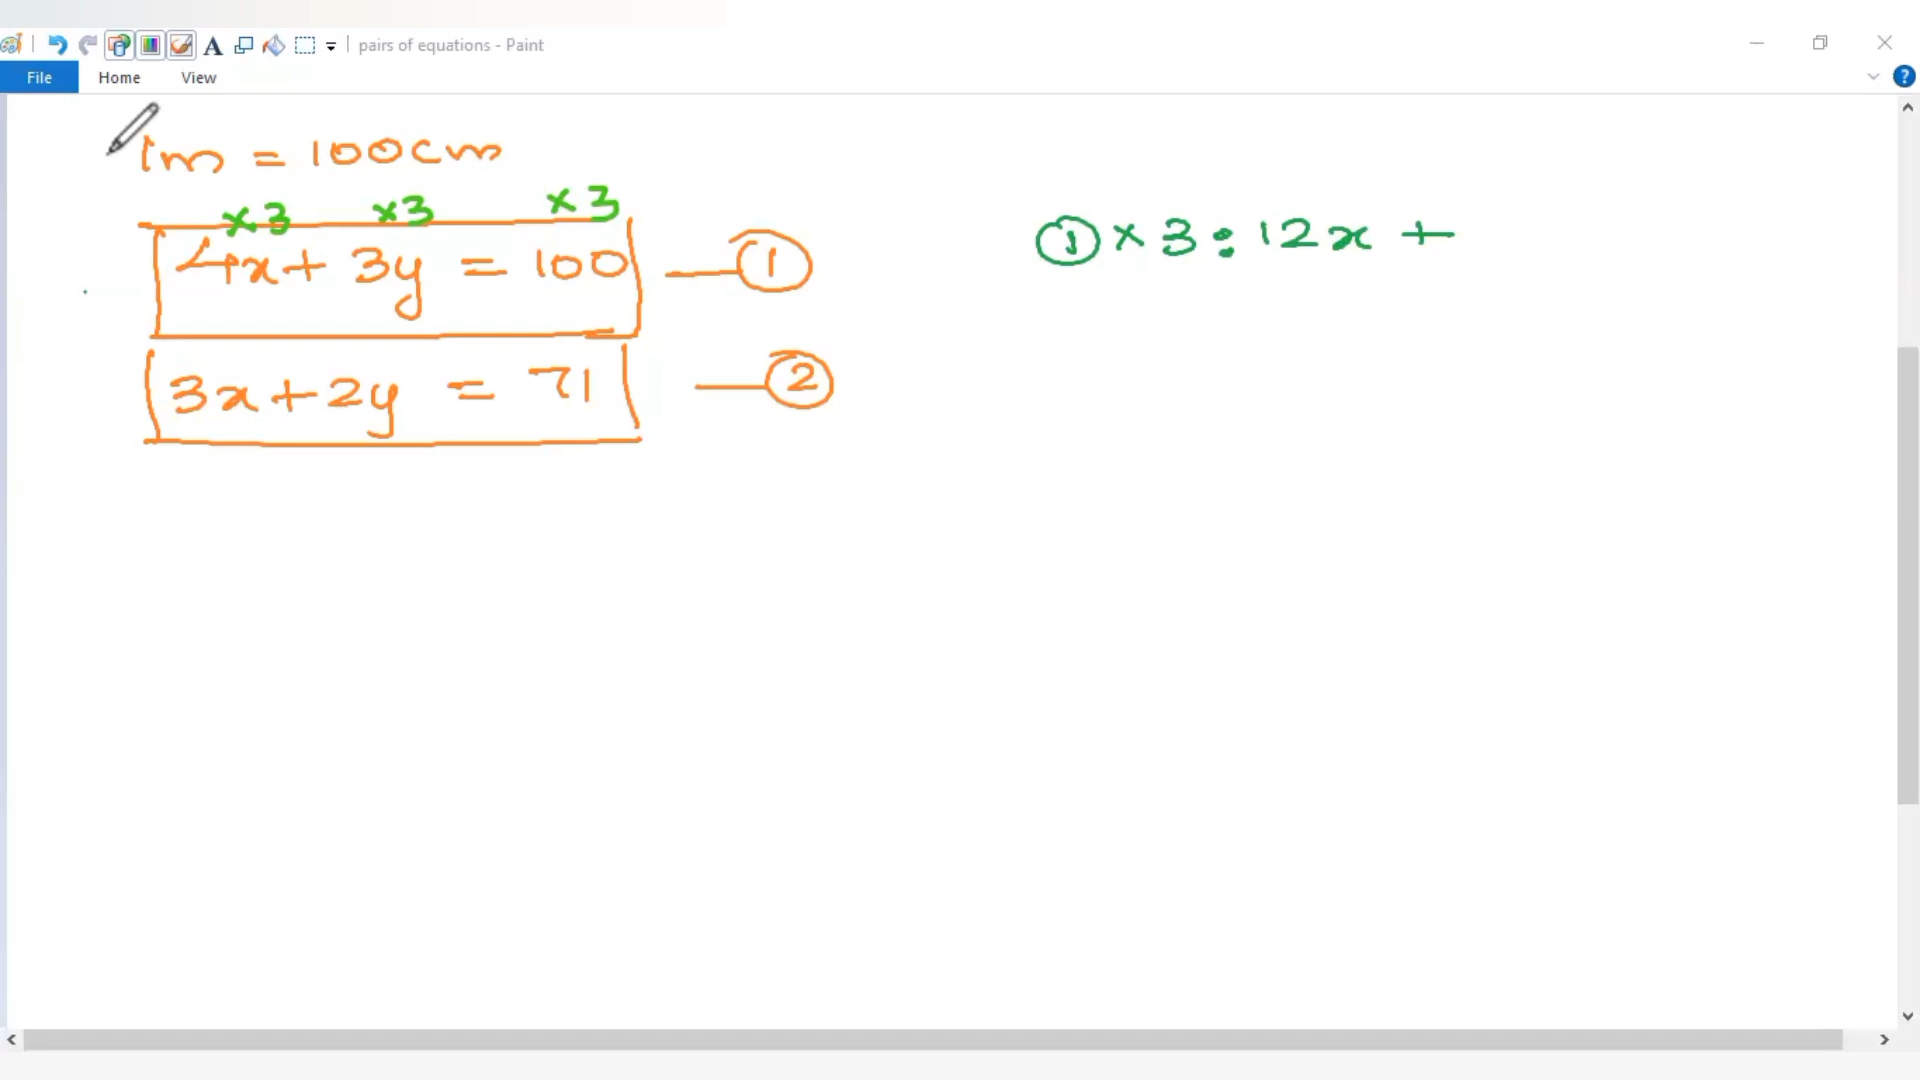 pairs of equations - Paint
File Home View
1m = 100cm
×3 ×3 ×3
4x + 3y = 100 — ①
① × 3 : 12x +
3x + 2y = 71 — ②